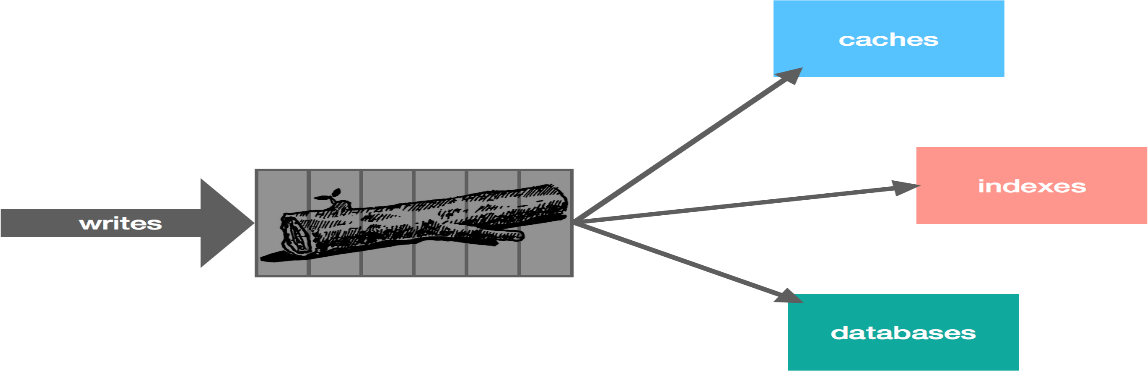 caches
writes
indexes
databases